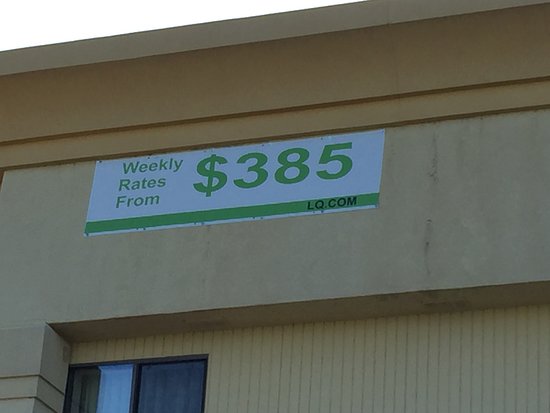 Weekly
Rates
From
$385
LQ.COM